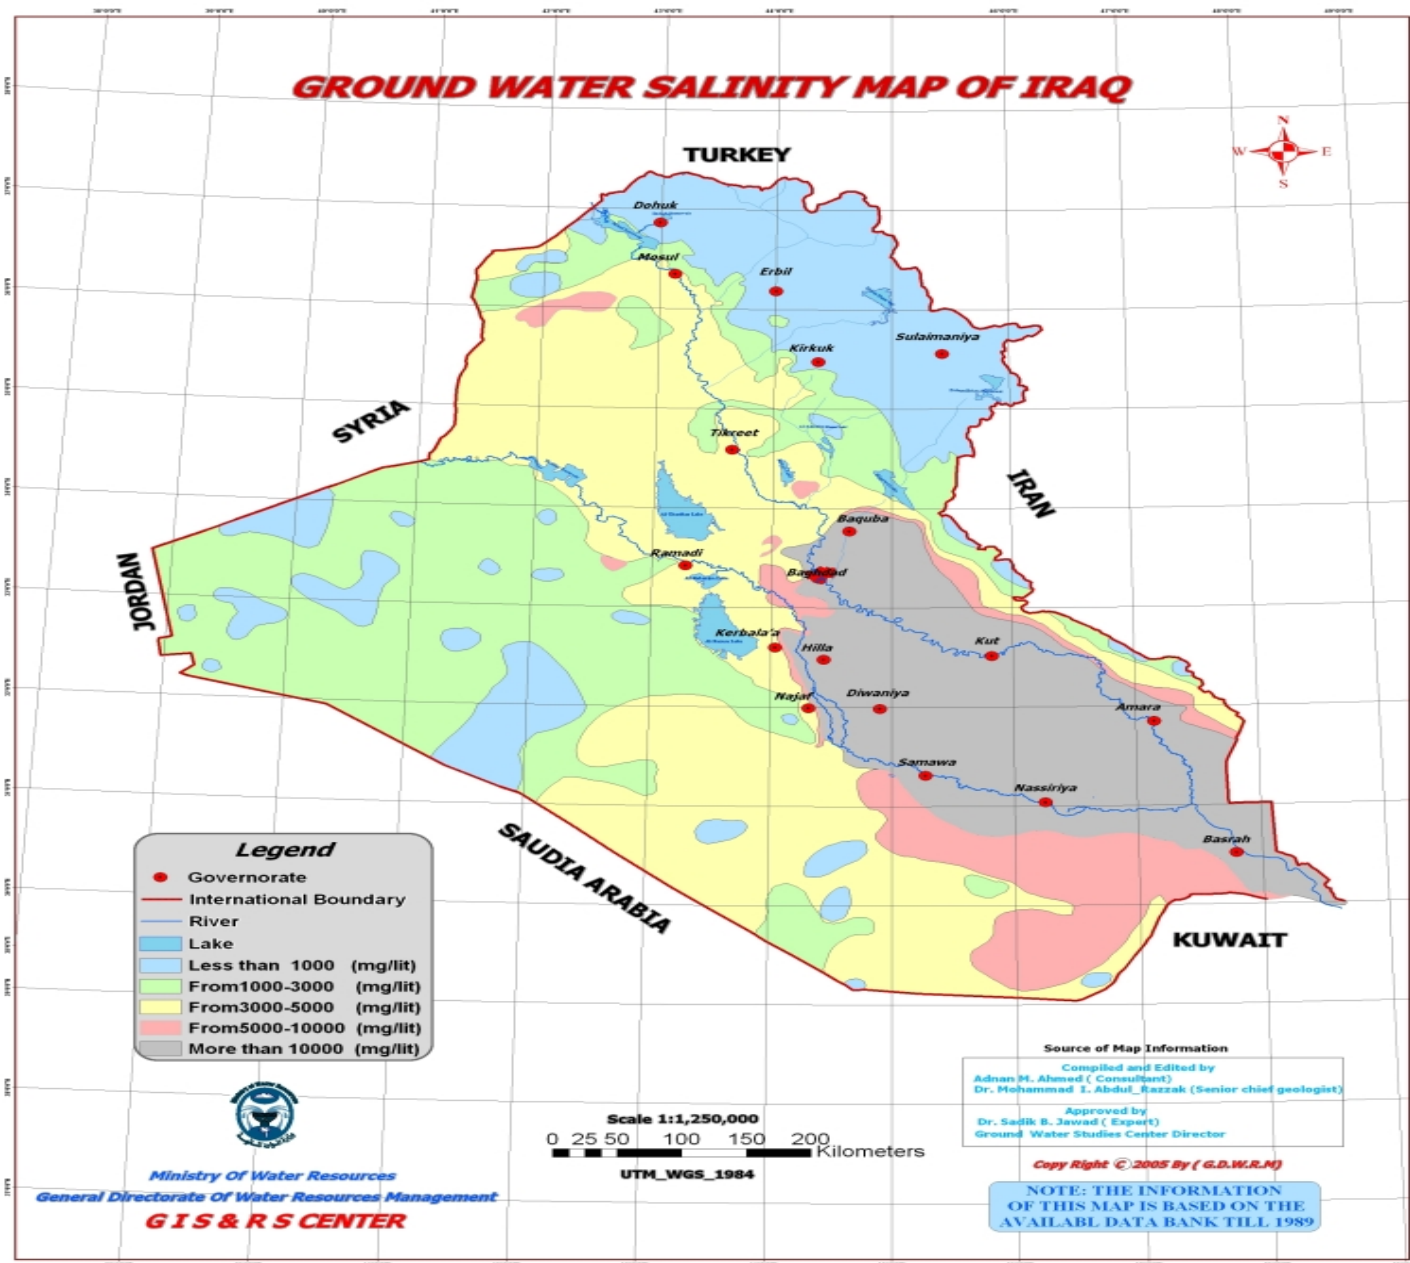 GROUND WATER SALINITY MAP OF IRAQ
TURKEY
N
W E
S
Dohuk
Mosul
Erbil
Sulaimaniya
Kirkuk
SYRIA
Tikreet
IRAN
Baquba
Ramadi
Baghdad
JORDAN
Kerbala'a
Hilla
Kut
Najaf
Diwaniya
Amara
Samawa
Nassiriya
Basrah
SAUDIA ARABIA
KUWAIT
Legend
Governorate
International Boundary
River
Lake
Less than 1000 (mg/lit)
From1000-3000 (mg/lit)
From3000-5000 (mg/lit)
From5000-10000 (mg/lit)
More than 10000 (mg/lit)
Source of Map Information
Compiled and Edited by
Adnan M. Ahmed ( Consultant)
Dr. Mohammad I. Abdul_Razzak (Senior chief geologist)
Approved by
Dr. Sadik B. Jawad ( Expert)
Ground Water Studies Center Director
Scale 1:1,250,000
0 25 50 100 150 200
Kilometers
UTM_WGS_1984
Copy Right © 2005 By ( G.D.W.R.M)
Ministry Of Water Resources
General Directorate Of Water Resources Management
G I S & R S CENTER
NOTE: THE INFORMATION
OF THIS MAP IS BASED ON THE
AVAILABL DATA BANK TILL 1989